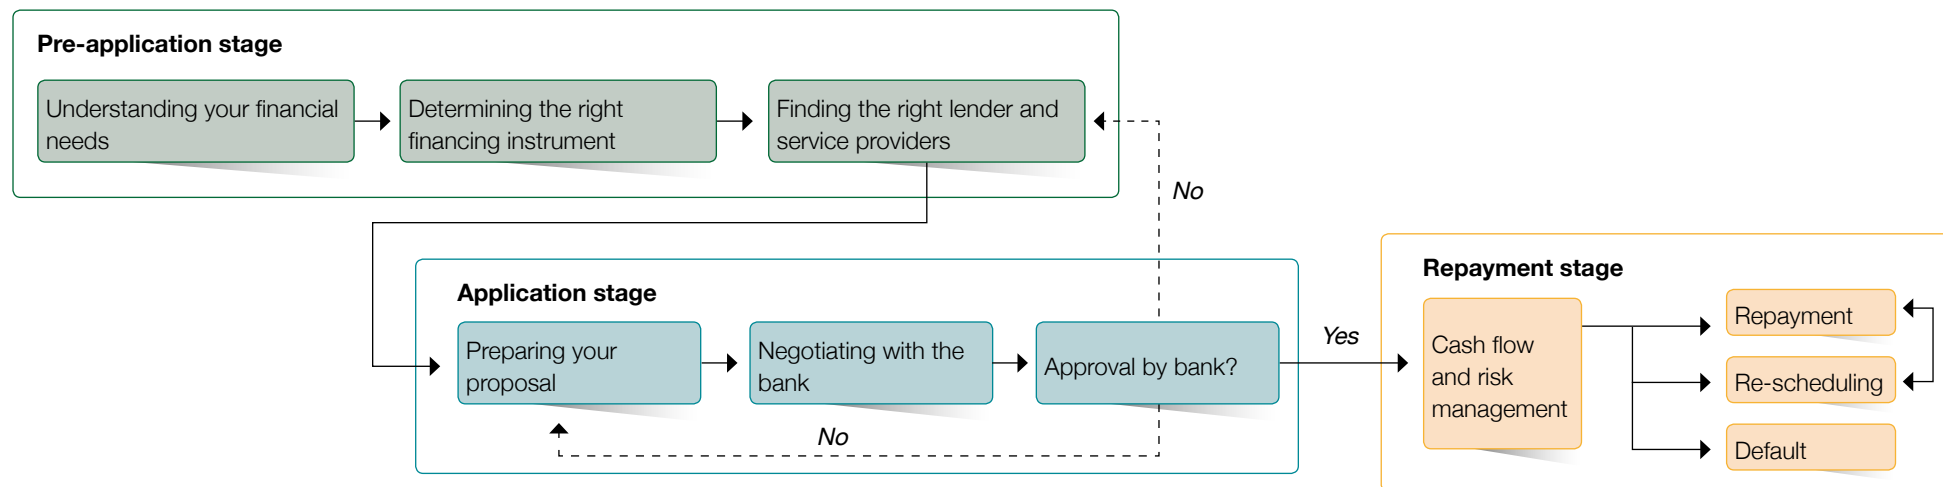 Pre-application stage
Understanding your financial
needs
Determining the right
financing instrument
Finding the right lender and
service providers
No
Application stage
Preparing your
proposal
Negotiating with the
bank
Approval by bank?
No
Yes
Repayment stage
Cash flow
and risk
management
Repayment
Re-scheduling
Default